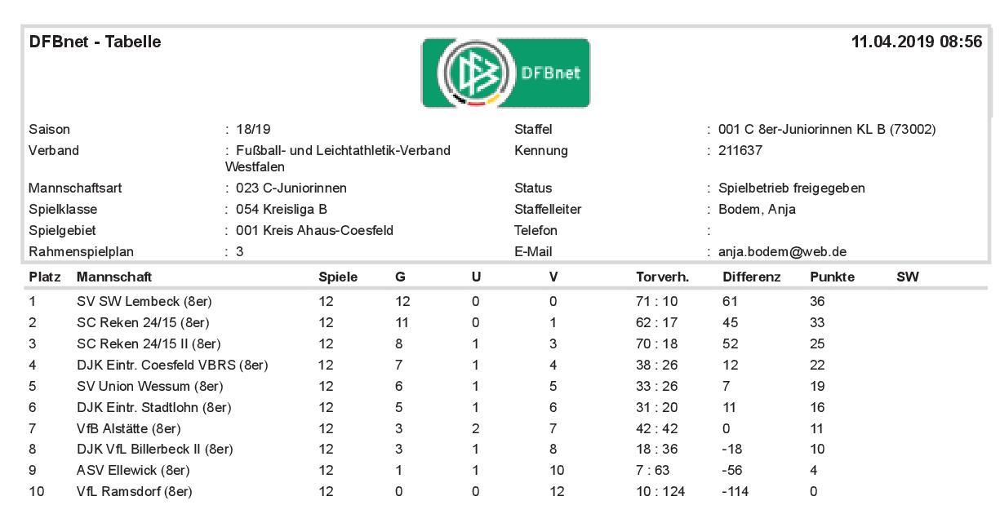 DFBnet - Tabelle
11.04.2019 08:56
DFBnet
Saison : 18/19 Staffel : 001 C 8er-Juniorinnen KL B (73002)
Verband : Fußball- und Leichtathletik-Verband Kennung : 211637
Westfalen
Mannschaftsart : 023 C-Juniorinnen Status : Spielbetrieb freigegeben
Spielklasse : 054 Kreisliga B Staffelleiter : Bodem, Anja
Spielgebiet : 001 Kreis Ahaus-Coesfeld Telefon :
Rahmenspielplan : 3 E-Mail : anja.bodem@web.de
Platz Mannschaft Spiele G U V Torverh. Differenz Punkte SW
1 SV SW Lembeck (8er) 12 12 0 0 71 : 10 61 36
2 SC Reken 24/15 (8er) 12 11 0 1 62 : 17 45 33
3 SC Reken 24/15 II (8er) 12 8 1 3 70 : 18 52 25
4 DJK Eintr. Coesfeld VBRS (8er) 12 7 1 4 38 : 26 12 22
5 SV Union Wessum (8er) 12 6 1 5 33 : 26 7 19
6 DJK Eintr. Stadtlohn (8er) 12 5 1 6 31 : 20 11 16
7 VfB Alstätte (8er) 12 3 2 7 42 : 42 0 11
8 DJK VfL Billerbeck II (8er) 12 3 1 8 18 : 36 -18 10
9 ASV Ellewick (8er) 12 1 1 10 7 : 63 -56 4
10 VfL Ramsdorf (8er) 12 0 0 12 10 : 124 -114 0